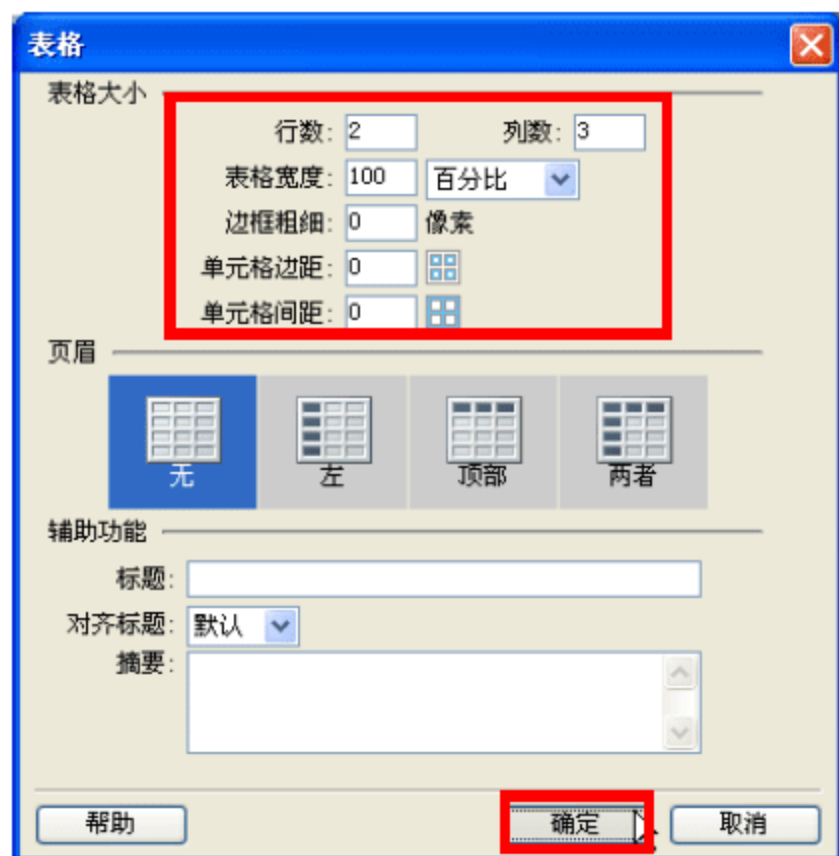 表格
表格大小
行数: 2 列数: 3
表格宽度: 100 百分比
边框粗细: 0 像素
单元格边距: 0
单元格间距: 0
页眉
无 左 顶部 两者
辅助功能
标题:
对齐标题: 默认
摘要:
帮助 确定 取消